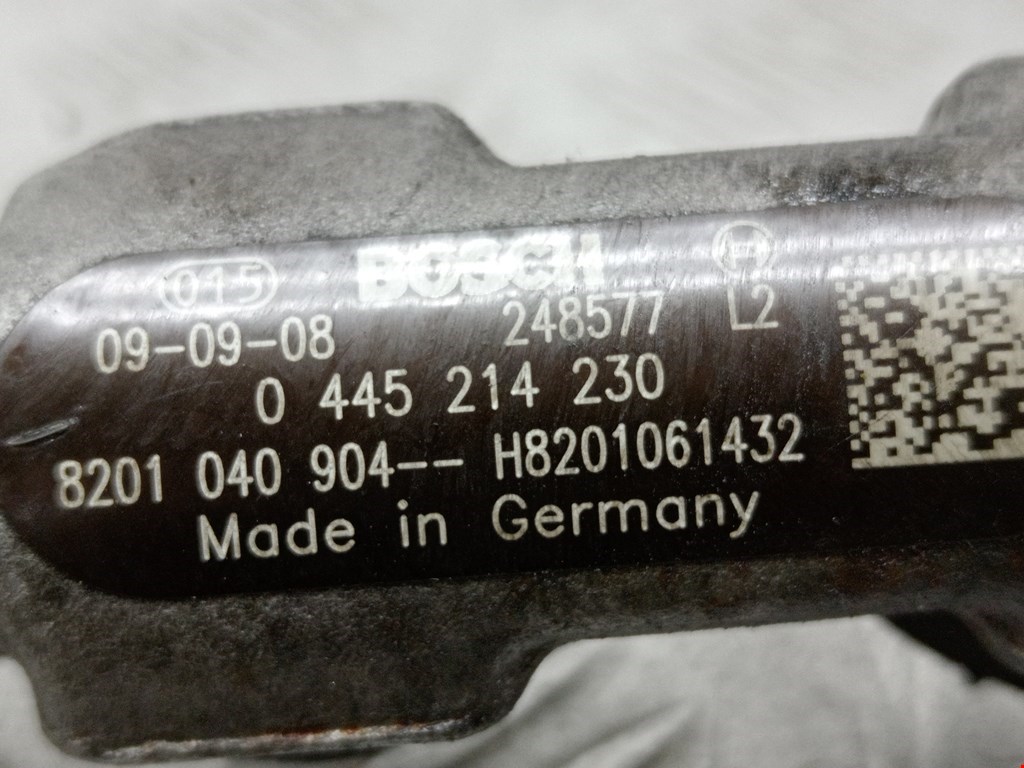 015 BOSCH
09-09-08 248577 L2
0 445 214 230
8201 040 904-- H8201061432
Made in Germany